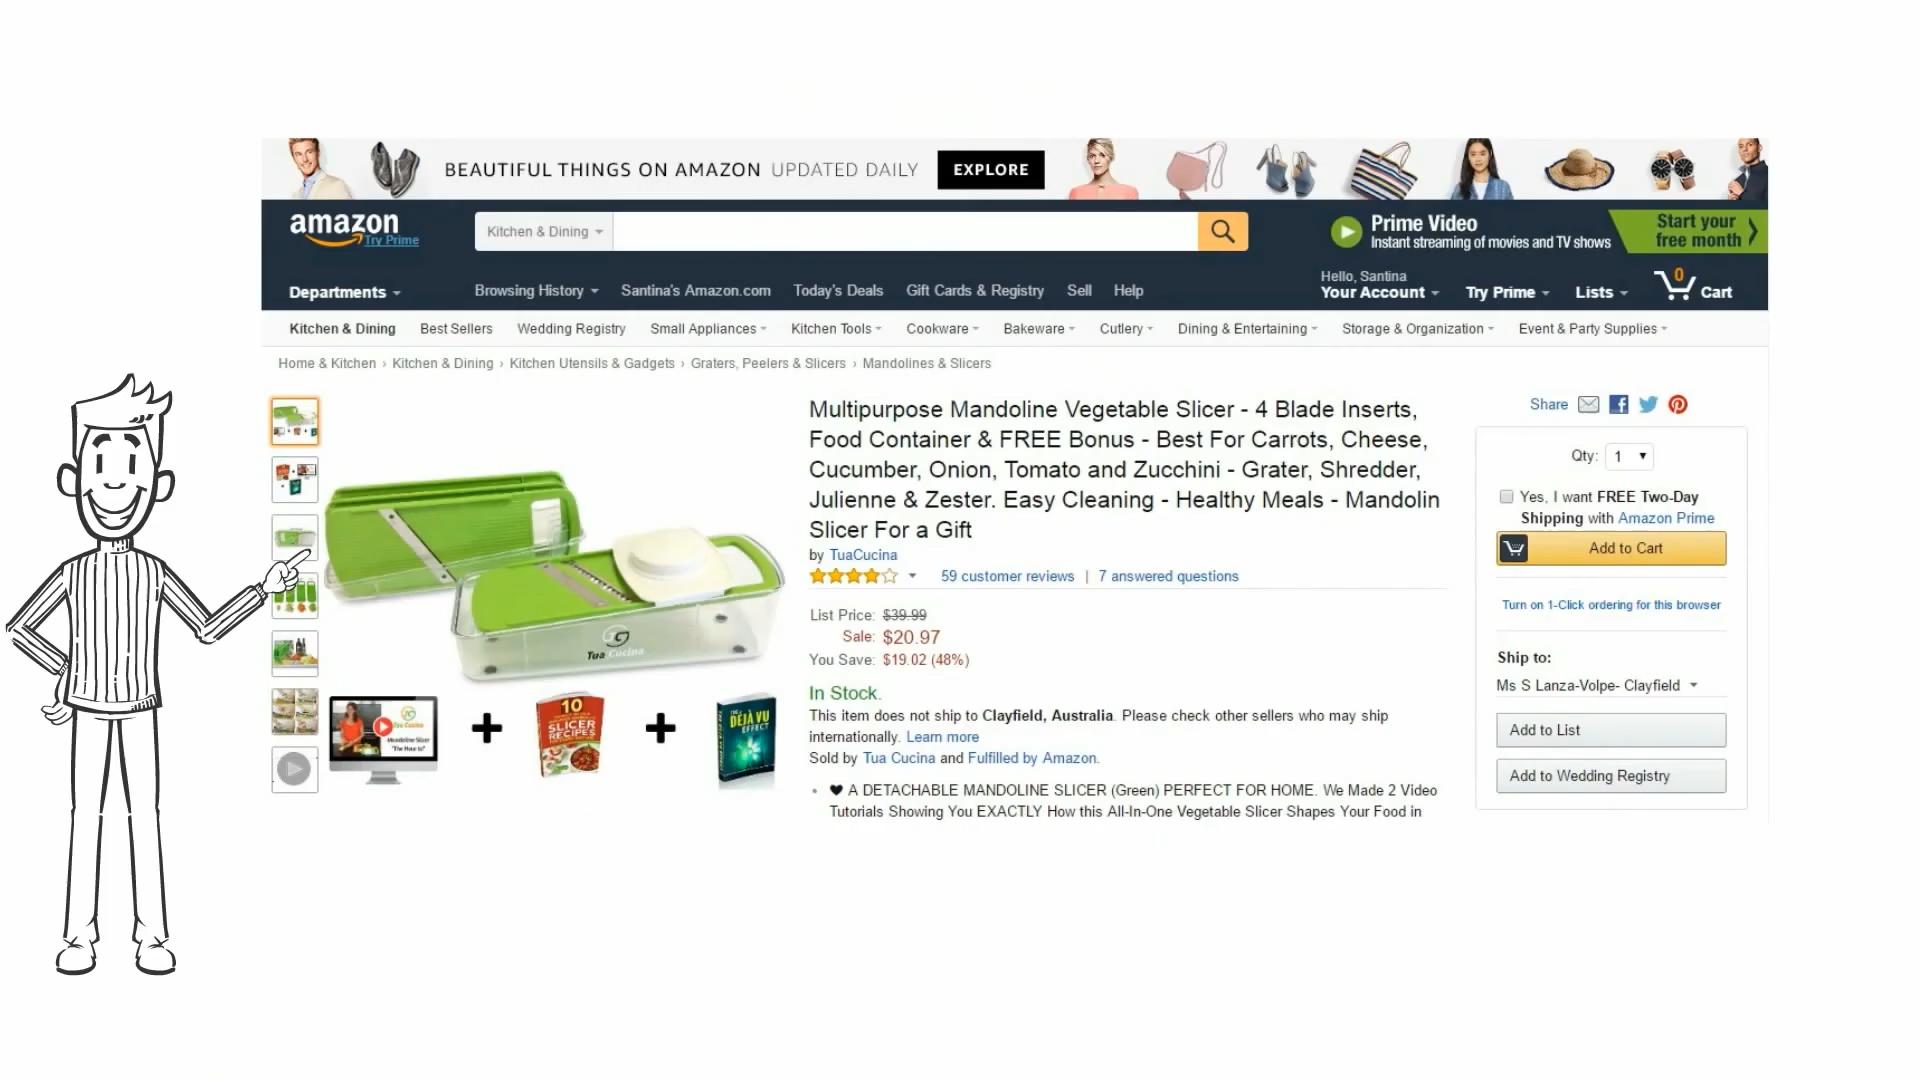 BEAUTIFUL THINGS ON AMAZON UPDATED DAILY EXPLORE
amazon
Try Prime
Kitchen & Dining
Prime Video
Instant streaming of movies and TV shows
Start your
free month
Departments
Browsing History
Santina's Amazon.com
Today's Deals
Gift Cards & Registry
Sell
Help
Hello, Santina
Your Account
Try Prime
Lists
0
Cart
Kitchen & Dining Best Sellers Wedding Registry Small Appliances Kitchen Tools Cookware Bakeware Cutlery Dining & Entertaining Storage & Organization Event & Party Supplies
Home & Kitchen › Kitchen & Dining › Kitchen Utensils & Gadgets › Graters, Peelers & Slicers › Mandolines & Slicers
Tua Cucina
Tua Cucina
Mandoline Slicer
"The How to"
+
10
SLICER
RECIPES
+
THE
DÉJÀ VU
EFFECT
Multipurpose Mandoline Vegetable Slicer - 4 Blade Inserts,
Food Container & FREE Bonus - Best For Carrots, Cheese,
Cucumber, Onion, Tomato and Zucchini - Grater, Shredder,
Julienne & Zester. Easy Cleaning - Healthy Meals - Mandolin
Slicer For a Gift
by TuaCucina
59 customer reviews | 7 answered questions
List Price: $39.99
Sale: $20.97
You Save: $19.02 (48%)
In Stock.
This item does not ship to Clayfield, Australia. Please check other sellers who may ship
internationally. Learn more
Sold by Tua Cucina and Fulfilled by Amazon.
• ♥ A DETACHABLE MANDOLINE SLICER (Green) PERFECT FOR HOME. We Made 2 Video
Tutorials Showing You EXACTLY How this All-In-One Vegetable Slicer Shapes Your Food in
Share
Qty: 1
Yes, I want FREE Two-Day
Shipping with Amazon Prime
Add to Cart
Turn on 1-Click ordering for this browser
Ship to:
Ms S Lanza-Volpe- Clayfield
Add to List
Add to Wedding Registry